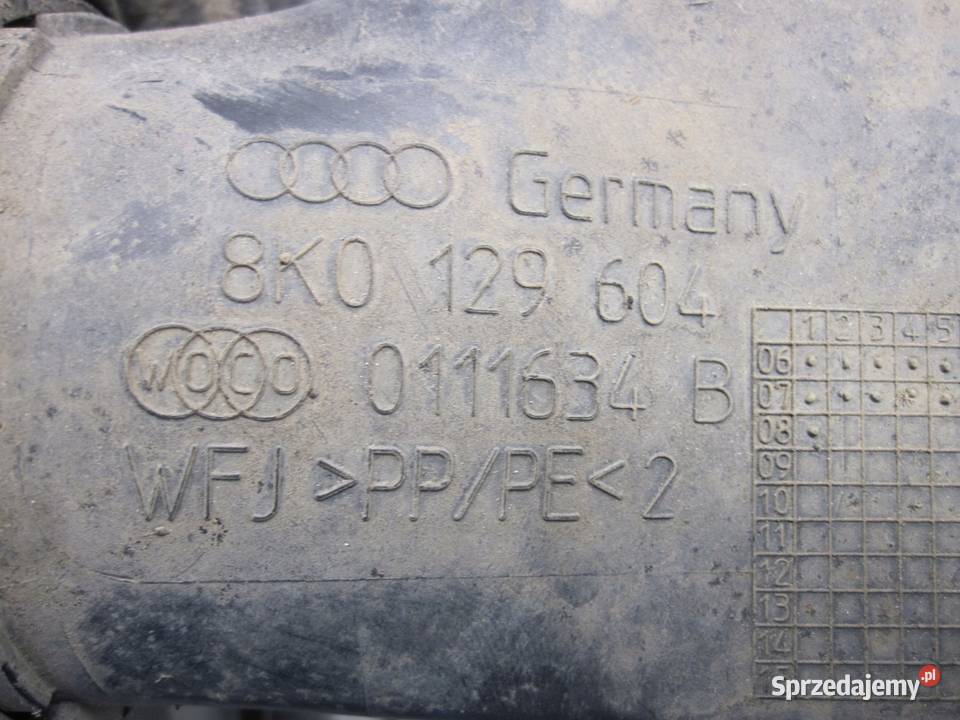 Germany
8K0 129 604
WOCO 0111634 B
WFJ >PP/PE< 2
1 2 3 4 5
06
07
08
09
10
11
12
13
14
Sprzedajemy.pl